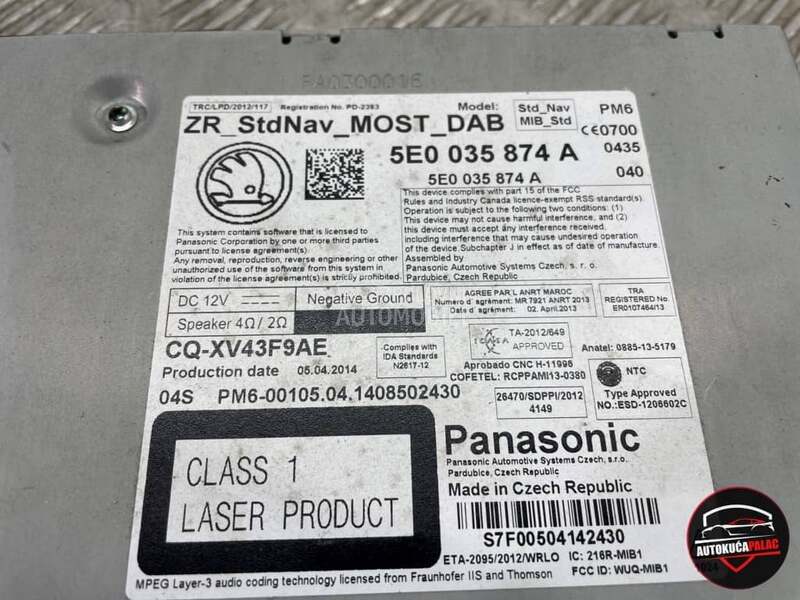 BA0300016
TRC/LPD/2012/117 Registration No. PD-2383 Model: Std_Nav MIB_Std PM6
ZR_StdNav_MOST_DAB CE0700
5E0 035 874 A 0435
5E0 035 874 A 040
This device complies with part 15 of the FCC
Rules and Industry Canada licence-exempt RSS standard(s).
Operation is subject to the following two conditions: (1)
This device may not cause harmful interference, and (2)
this device must accept any interference received,
including interference that may cause undesired operation
of the device.Subchapter J in effect as of date of manufacture.
Assembled by
Panasonic Automotive Systems Czech, s. r. o.
Pardubice, Czech Republic
This system contains software that is licensed to
Panasonic Corporation by one or more third parties
pursuant to license agreement(s).
Any removal, reproduction, reverse engineering or other
unauthorized use of the software from this system in
violation of the license agreement(s) is strictly prohibited.
DC 12V Negative Ground
Speaker 4Ω/2Ω
AGREE PAR L ANRT MAROC
Numero d'agrément: MR 7921 ANRT 2013
Date d'agrément: 02.April.2013
TRA
REGISTERED No
ER0107464/13
CQ-XV43F9AE
Production date 05.04.2014
Complies with
IDA Standards
N2617-12
TA-2012/649
APPROVED
Anatel: 0885-13-5179
Aprobado CNC H-11996
COFETEL: RCPPAMI13-0380
NTC
Type Approved
NO.:ESD-1206602C
04S PM6-00105.04.1408502430
26470/SDPPI/2012
4149
CLASS 1
LASER PRODUCT
Panasonic
Panasonic Automotive Systems Czech, s.r.o.
Pardubice, Czech Republic
Made in Czech Republic
S7F00504142430
ETA-2095/2012/WRLO IC: 216R-MIB1
FCC ID: WUQ-MIB1
MPEG Layer-3 audio coding technology licensed from Fraunhofer IIS and Thomson
AUTOKUĆA PALAC
2024